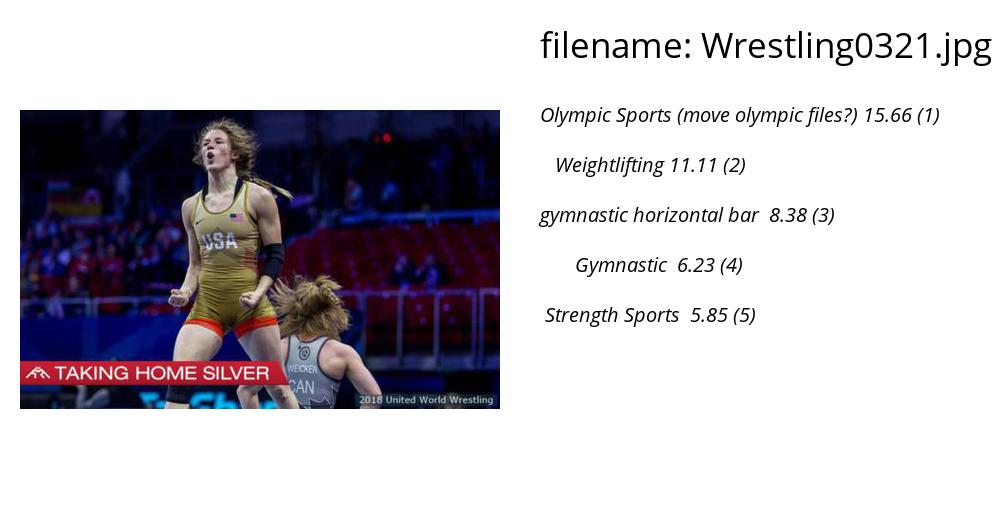 filename: Wrestling0321.jpg
Olympic Sports (move olympic files?) 15.66 (1)
Weightlifting 11.11 (2)
gymnastic horizontal bar 8.38 (3)
Gymnastic 6.23 (4)
Strength Sports 5.85 (5)
USA
WEICKER
CAN
TAKING HOME SILVER
2018 United World Wrestling